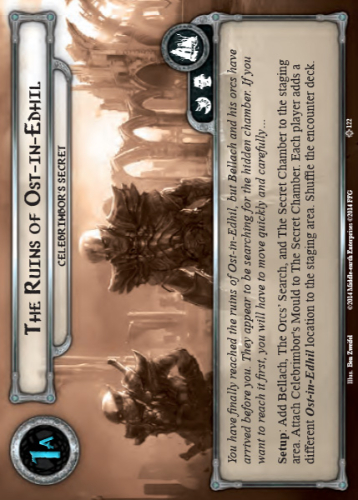 1A
The Ruins of Ost-in-Edhil
Celebrimbor's Secret
You have finally reached the ruins of Ost-in-Edhil, but Bellach and his orcs have
arrived before you. They appear to be searching for the hidden chamber. If you
want to reach it first, you will have to move quickly and carefully…
Setup: Add Bellach, The Orcs' Search, and The Secret Chamber to the staging
area. Attach Celebrimbor's Mould to The Secret Chamber. Each player adds a
different Ost-in-Edhil location to the staging area. Shuffle the encounter deck.
Illus. Ben Zweifel ©2014 Middle-earth Enterprises ©2014 FFG 122